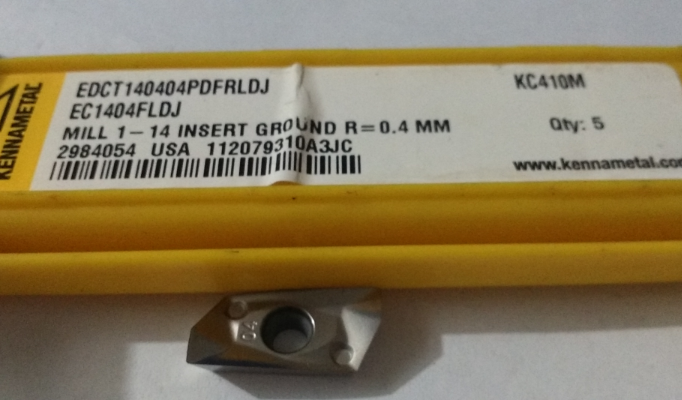 KENNAMETAL
EDCT140404PDFRLDJ
EC1404FLDJ
MILL 1-14 INSERT GROUND R=0.4 MM
2984054 USA 112079310A3JC
KC410M
Qty: 5
www.kennametal.co
04